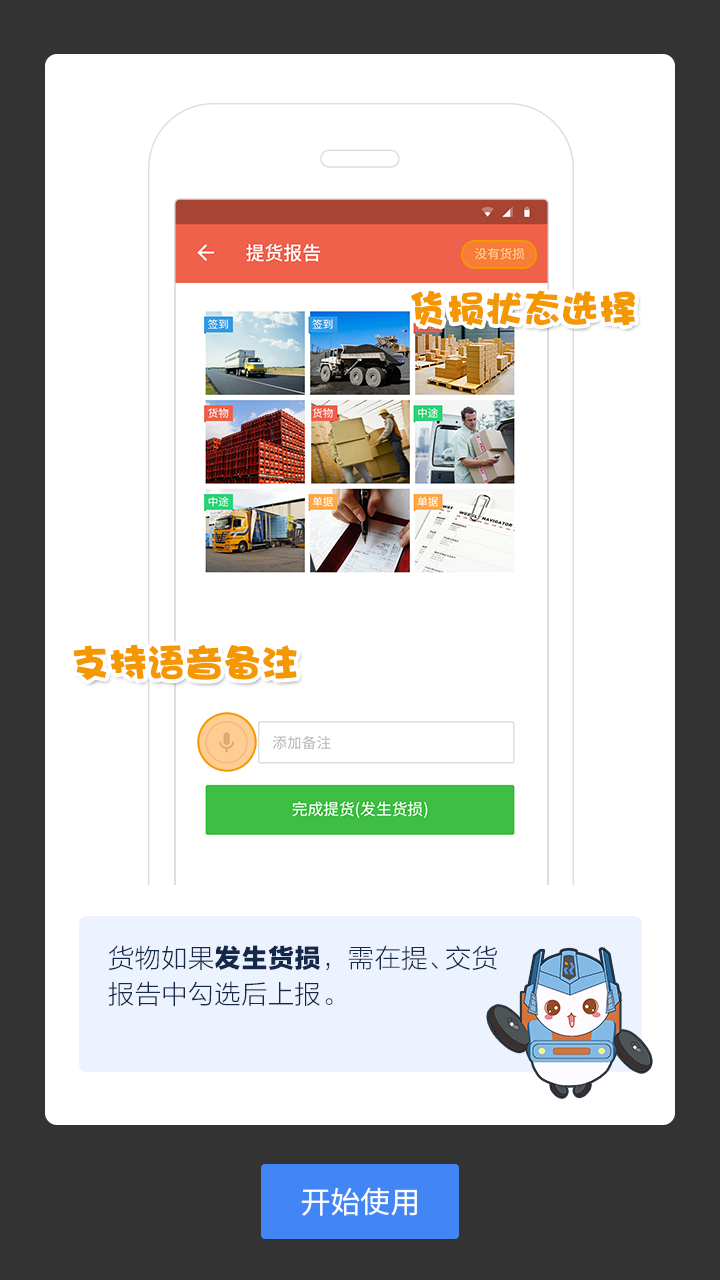 提货报告
没有货损
货损状态选择
签到
签到
货物
货物
中途
中途
单据
单据
WEEKLY NAVIGATOR
支持语音备注
添加备注
完成提货(发生货损)
货物如果发生货损，需在提、交货
报告中勾选后上报。
开始使用